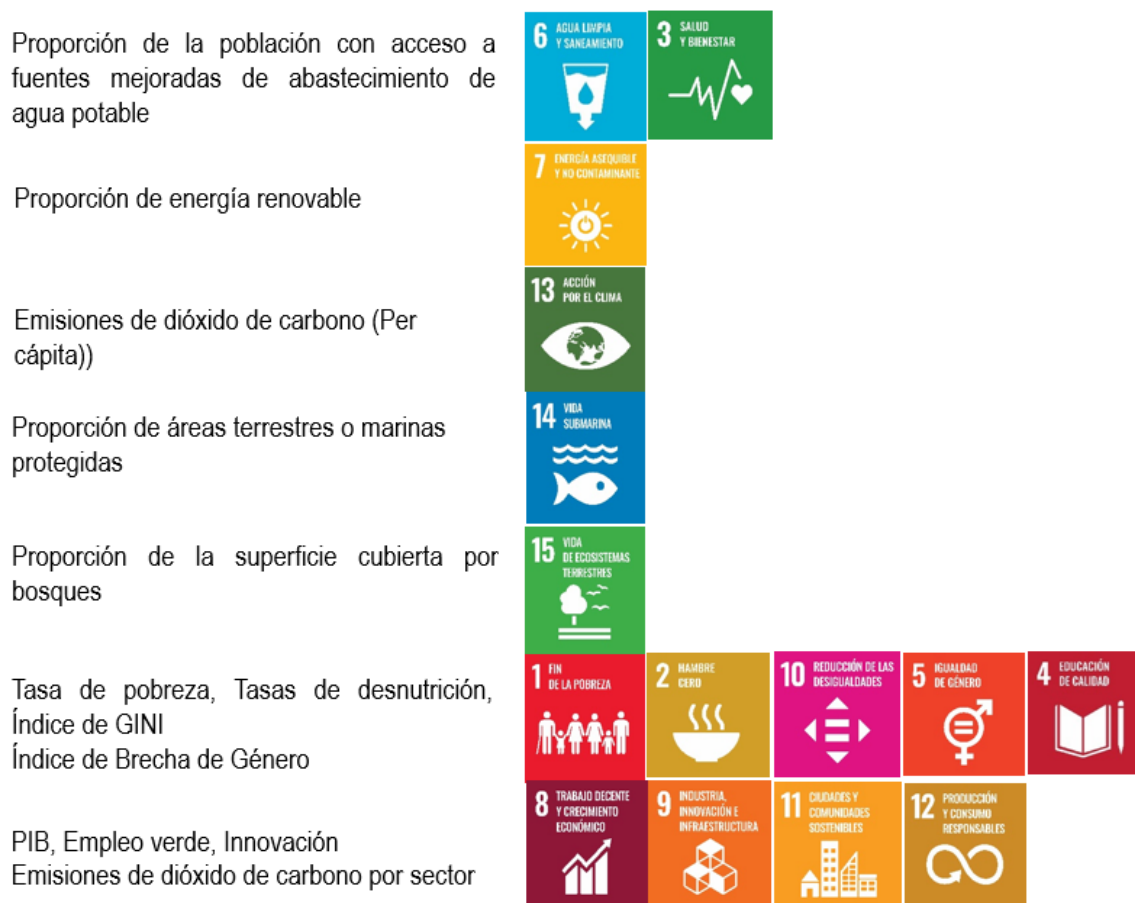 Proporción de la población con acceso a
fuentes mejoradas de abastecimiento de
agua potable
6 AGUA LIMPIA
Y SANEAMIENTO
3 SALUD
Y BIENESTAR
Proporción de energía renovable
7 ENERGÍA ASEQUIBLE
Y NO CONTAMINANTE
Emisiones de dióxido de carbono (Per
cápita))
13 ACCIÓN
POR EL CLIMA
Proporción de áreas terrestres o marinas
protegidas
14 VIDA
SUBMARINA
Proporción de la superficie cubierta por
bosques
15 VIDA
DE ECOSISTEMAS
TERRESTRES
Tasa de pobreza, Tasas de desnutrición,
Índice de GINI
Índice de Brecha de Género
1 FIN
DE LA POBREZA
2 HAMBRE
CERO
10 REDUCCIÓN DE LAS
DESIGUALDADES
5 IGUALDAD
DE GÉNERO
4 EDUCACIÓN
DE CALIDAD
PIB, Empleo verde, Innovación
Emisiones de dióxido de carbono por sector
8 TRABAJO DECENTE
Y CRECIMIENTO
ECONÓMICO
9 INDUSTRIA,
INNOVACIÓN E
INFRAESTRUCTURA
11 CIUDADES Y
COMUNIDADES
SOSTENIBLES
12 PRODUCCIÓN
Y CONSUMO
RESPONSABLES